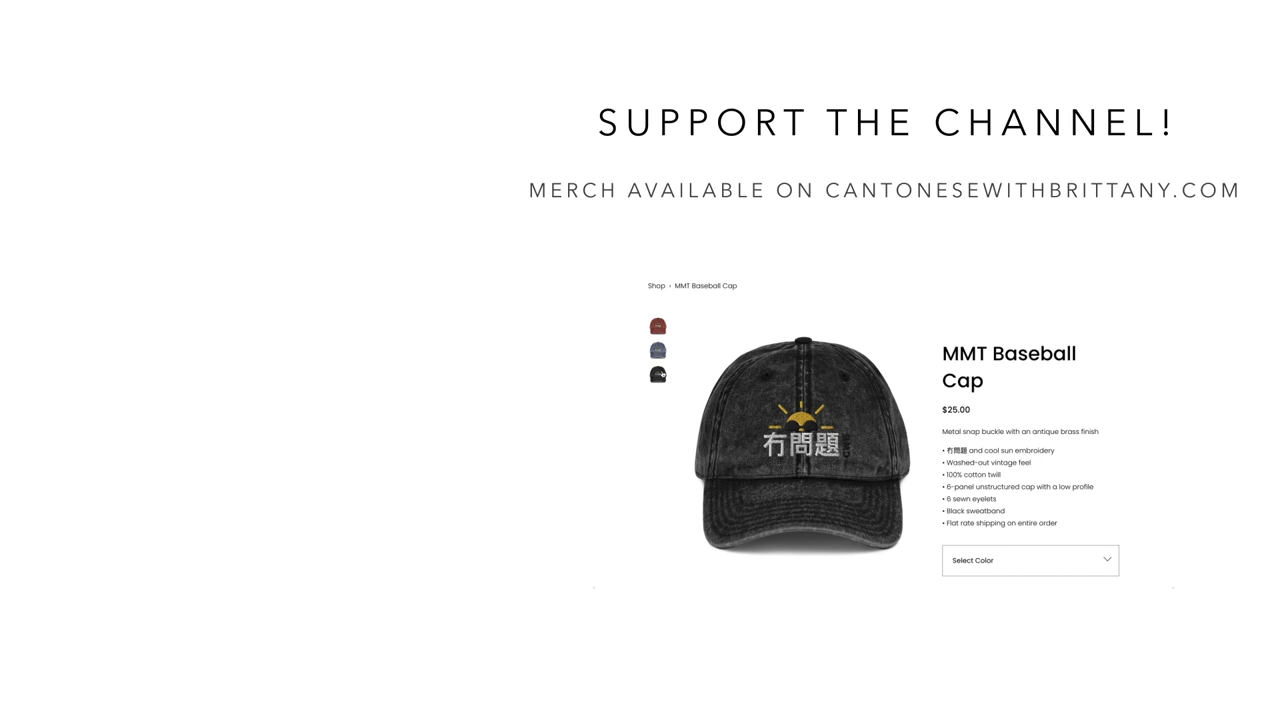 SUPPORT THE CHANNEL!
MERCH AVAILABLE ON CANTONESEWITHBRITTANY.COM
Shop › MMT Baseball Cap
MMT Baseball
Cap
$25.00
Metal snap buckle with an antique brass finish
• 冇問題 and cool sun embroidery
• Washed-out vintage feel
• 100% cotton twill
• 6-panel unstructured cap with a low profile
• 6 sewn eyelets
• Black sweatband
• Flat rate shipping on entire order
Select Color
冇問題